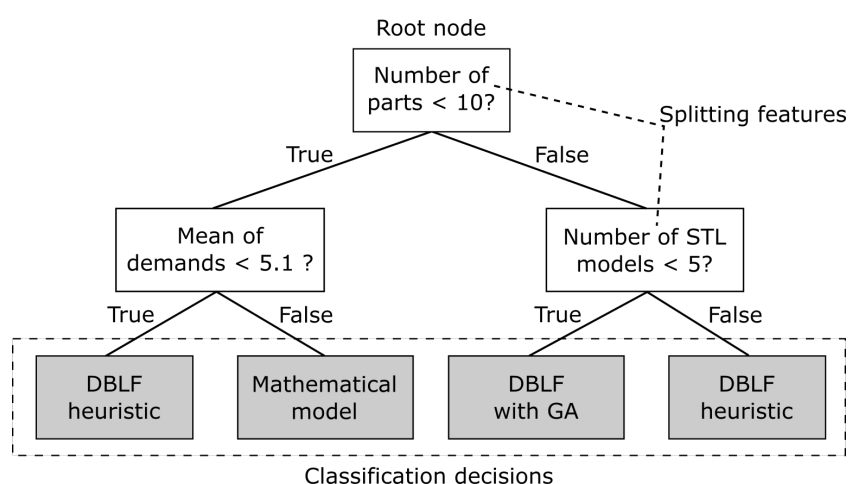 Root node
Number of
parts < 10?
Splitting features
True
False
Mean of
demands < 5.1 ?
Number of STL
models < 5?
True
False
True
False
DBLF
heuristic
Mathematical
model
DBLF
with GA
DBLF
heuristic
Classification decisions